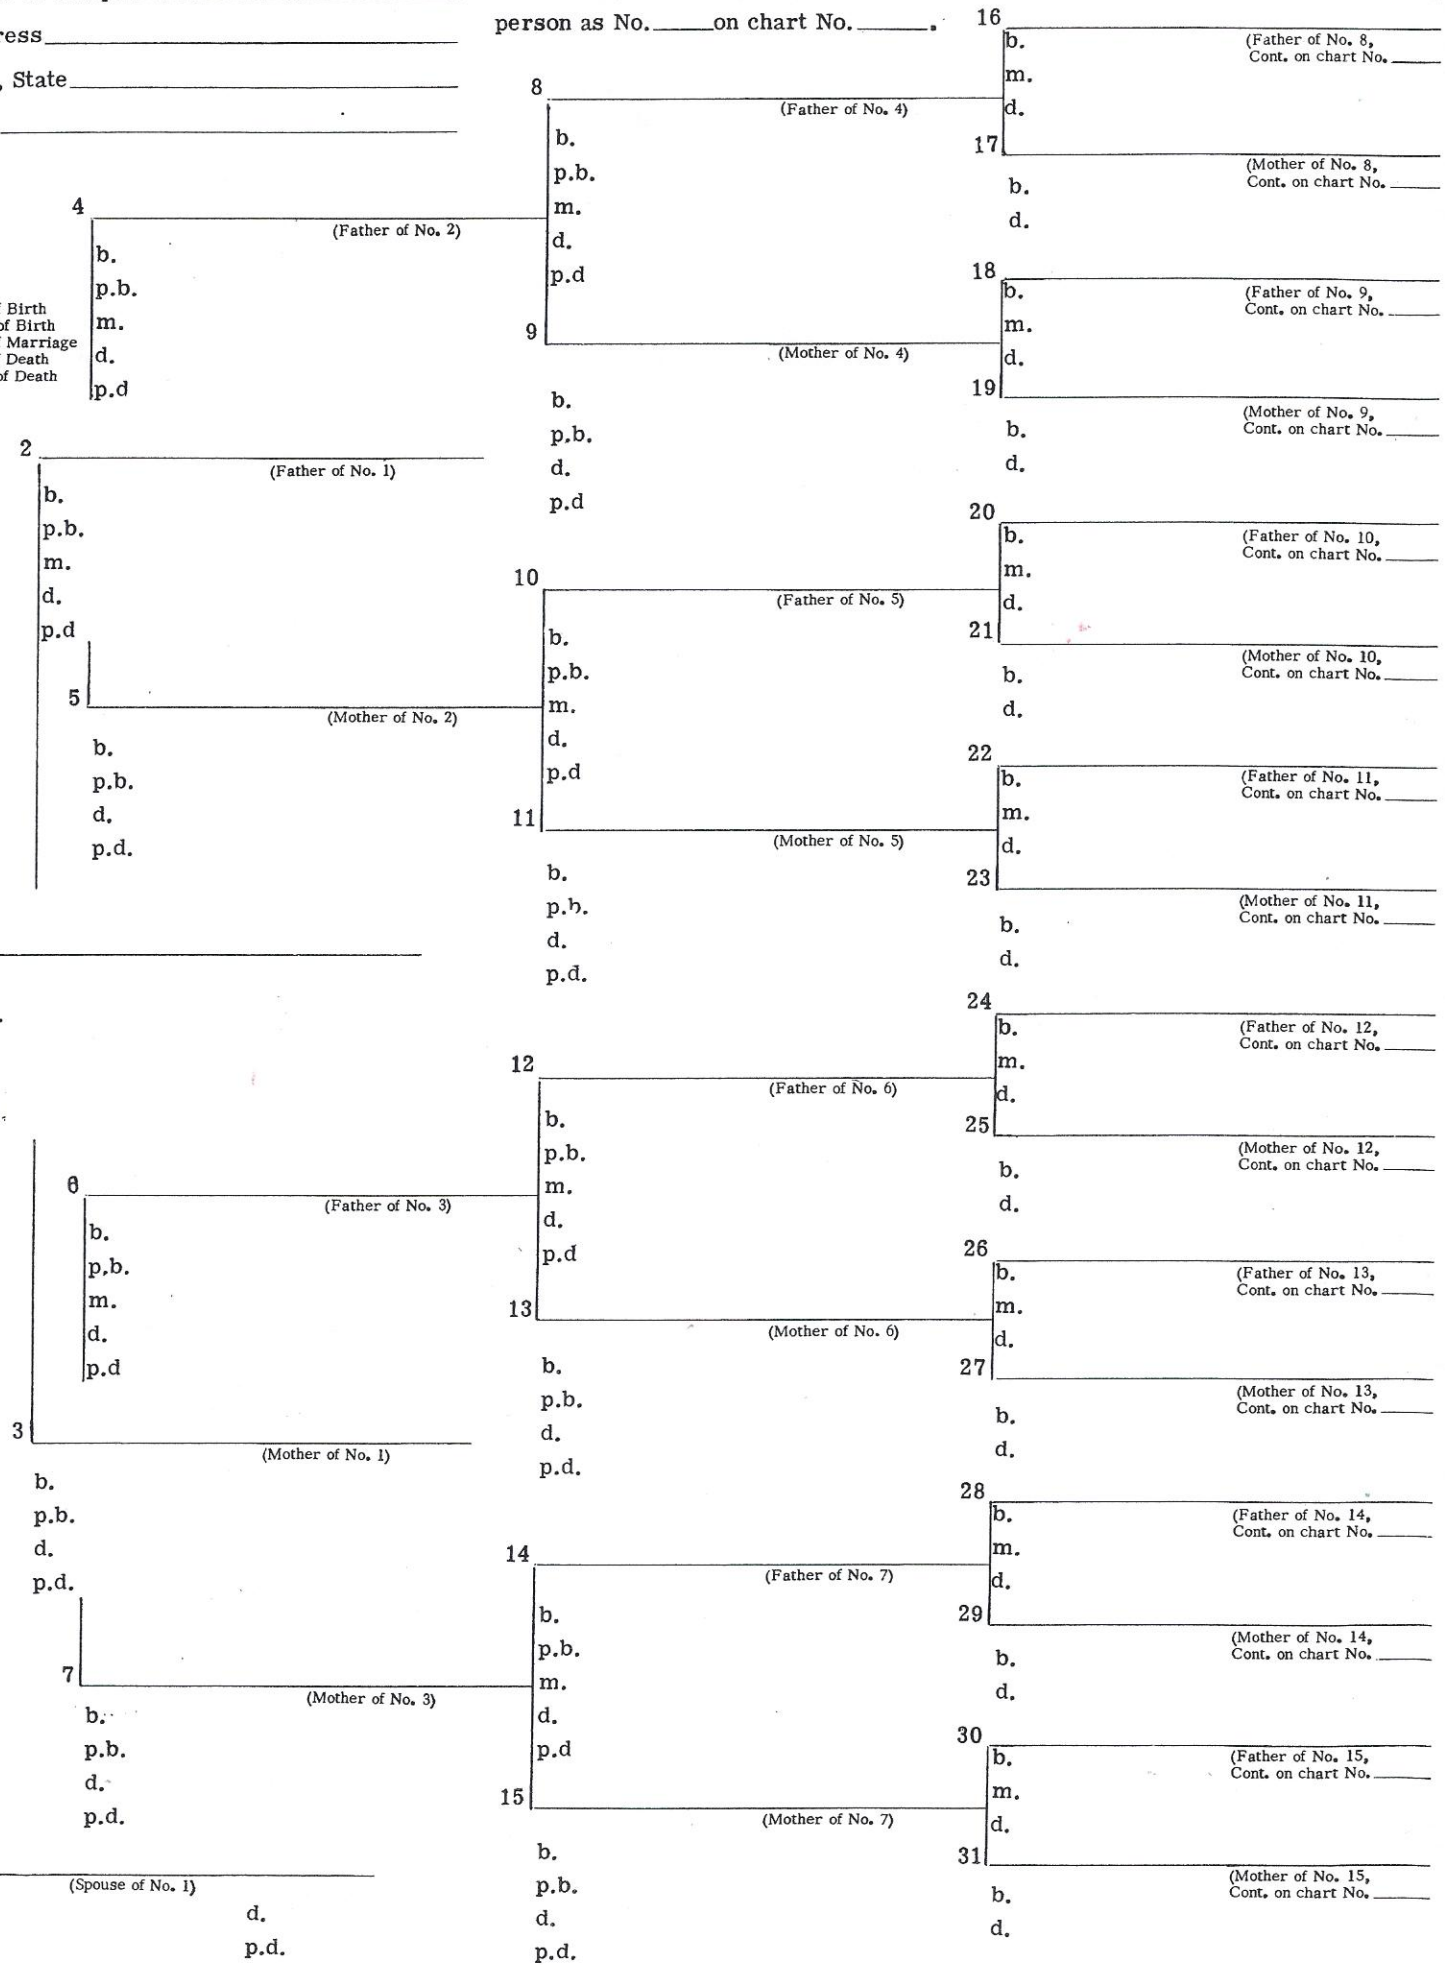 ress
, State
person as No. on chart No. .
Birth
of Birth
Marriage
Death
of Death
4
(Father of No. 2)
b.
p.b.
m.
d.
p.d
2
(Father of No. 1)
b.
p.b.
m.
d.
p.d
5
(Mother of No. 2)
b.
p.b.
d.
p.d.
6
(Father of No. 3)
b.
p.b.
m.
d.
p.d
3
(Mother of No. 1)
b.
p.b.
d.
p.d.
7
(Mother of No. 3)
b.
p.b.
d.
p.d.
(Spouse of No. 1)
d.
p.d.
8
(Father of No. 4)
b.
p.b.
m.
d.
p.d
9
(Mother of No. 4)
b.
p.b.
d.
p.d
10
(Father of No. 5)
b.
p.b.
m.
d.
p.d
11
(Mother of No. 5)
b.
p.b.
d.
p.d.
12
(Father of No. 6)
b.
p.b.
m.
d.
p.d
13
(Mother of No. 6)
b.
p.b.
d.
p.d.
14
(Father of No. 7)
b.
p.b.
m.
d.
p.d
15
(Mother of No. 7)
b.
p.b.
d.
p.d.
16
b.
(Father of No. 8,
Cont. on chart No.
m.
d.
17
(Mother of No. 8,
Cont. on chart No.
b.
d.
18
b.
(Father of No. 9,
Cont. on chart No.
m.
d.
19
(Mother of No. 9,
Cont. on chart No.
b.
d.
20
b.
(Father of No. 10,
Cont. on chart No.
m.
d.
21
(Mother of No. 10,
Cont. on chart No.
b.
d.
22
b.
(Father of No. 11,
Cont. on chart No.
m.
d.
23
(Mother of No. 11,
Cont. on chart No.
b.
d.
24
b.
(Father of No. 12,
Cont. on chart No.
m.
d.
25
(Mother of No. 12,
Cont. on chart No.
b.
d.
26
b.
(Father of No. 13,
Cont. on chart No.
m.
d.
27
(Mother of No. 13,
Cont. on chart No.
b.
d.
28
b.
(Father of No. 14,
Cont. on chart No.
m.
d.
29
(Mother of No. 14,
Cont. on chart No.
b.
d.
30
b.
(Father of No. 15,
Cont. on chart No.
m.
d.
31
(Mother of No. 15,
Cont. on chart No.
b.
d.